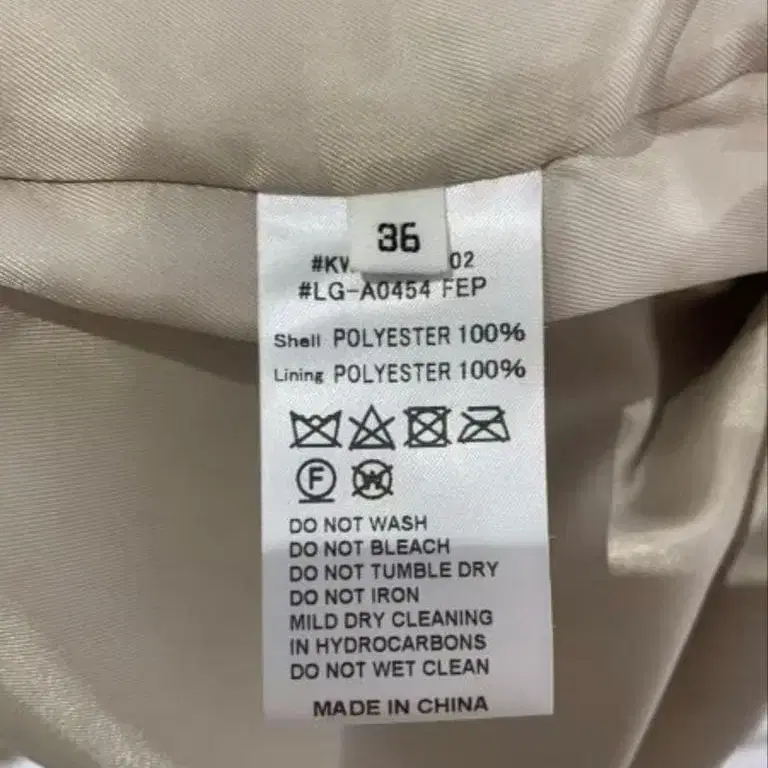 36
#KW 02
#LG-A0454 FEP
Shell POLYESTER 100%
Lining POLYESTER 100%
F W
DO NOT WASH
DO NOT BLEACH
DO NOT TUMBLE DRY
DO NOT IRON
MILD DRY CLEANING
IN HYDROCARBONS
DO NOT WET CLEAN
MADE IN CHINA